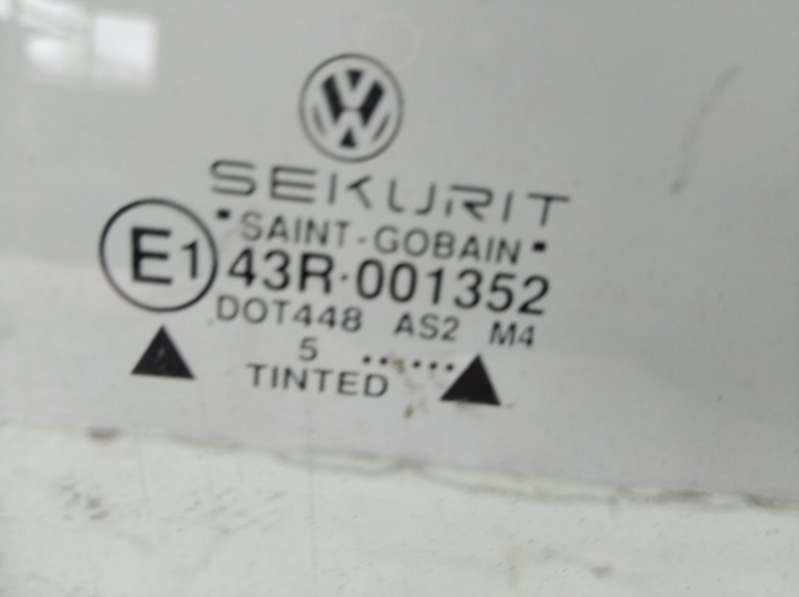 SEKURIT
SAINT-GOBAIN
E1 43R-001352
DOT448 AS2 M4
5 ......
TINTED